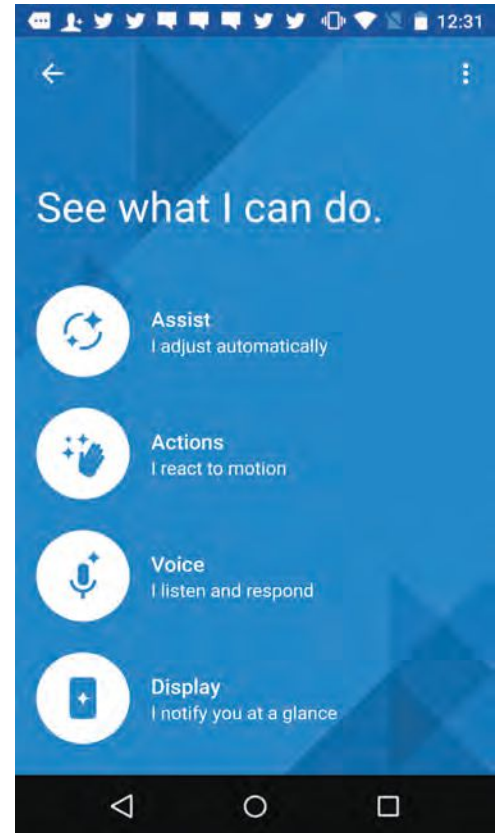 12:31
See what I can do.
Assist
I adjust automatically
Actions
I react to motion
Voice
I listen and respond
Display
I notify you at a glance